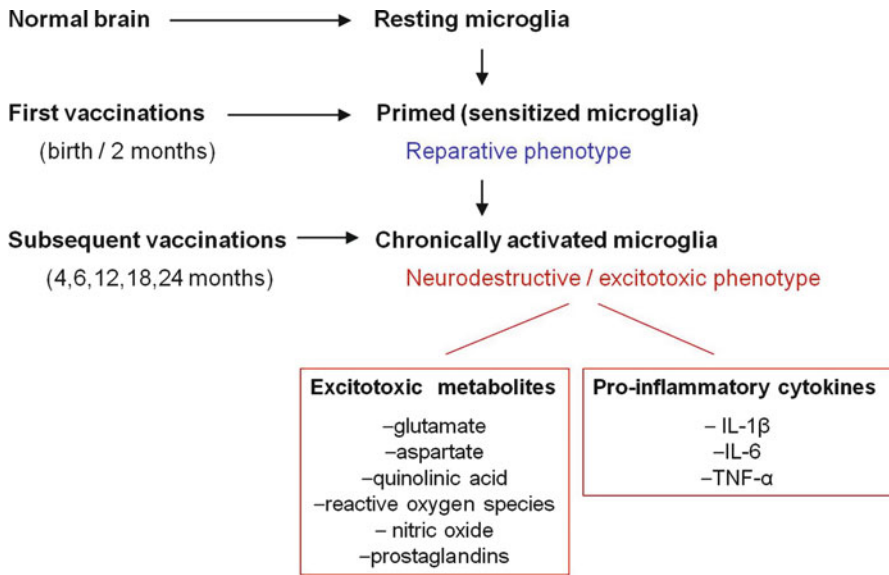 Normal brain
Resting microglia
First vaccinations
Primed (sensitized microglia)
(birth / 2 months)
Reparative phenotype
Subsequent vaccinations
Chronically activated microglia
(4,6,12,18,24 months)
Neurodestructive / excitotoxic phenotype
Excitotoxic metabolites
–glutamate
–aspartate
–quinolinic acid
–reactive oxygen species
– nitric oxide
–prostaglandins
Pro-inflammatory cytokines
– IL-1β
–IL-6
–TNF-α